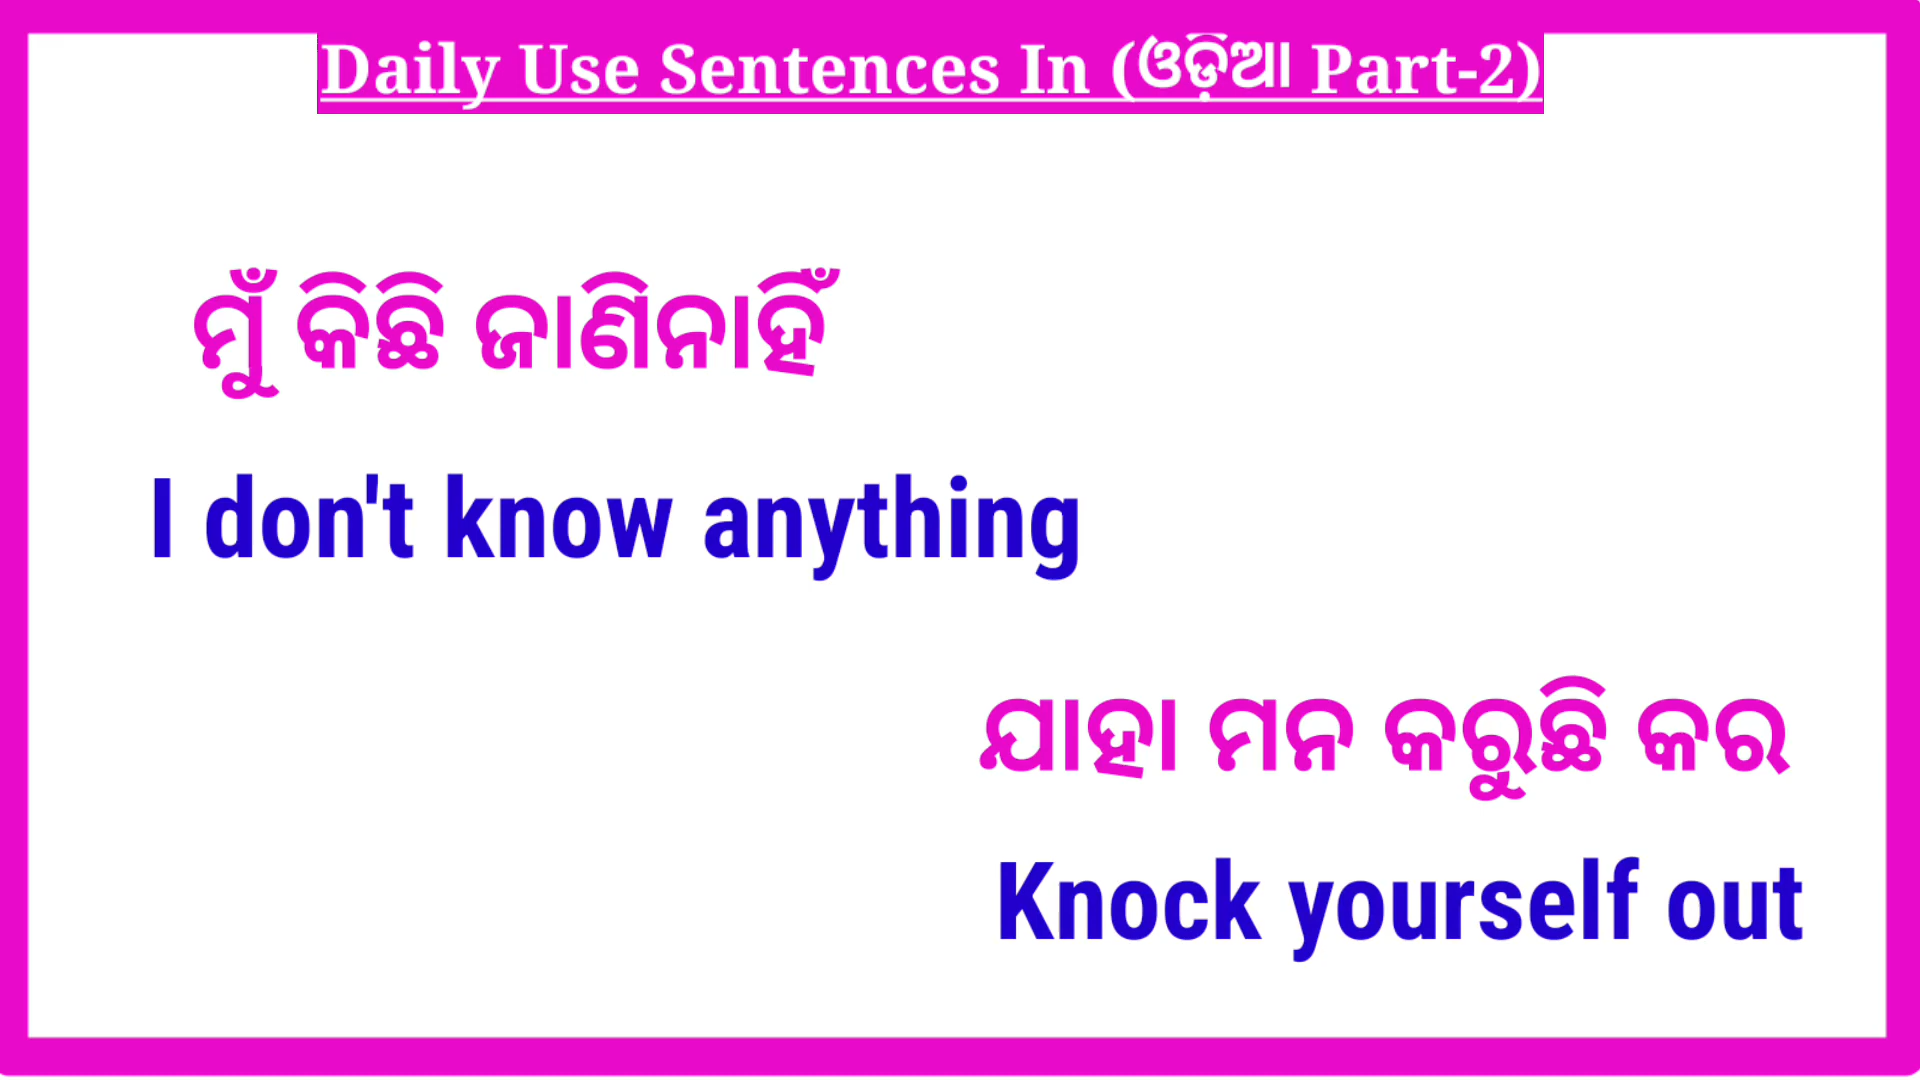 Daily Use Sentences In (ଓଡ଼ିଆ Part-2)
ମୁଁ କିଛି ଜାଣିନାହିଁ
I don't know anything
ଯାହା ମନ କରୁଛି କର
Knock yourself out